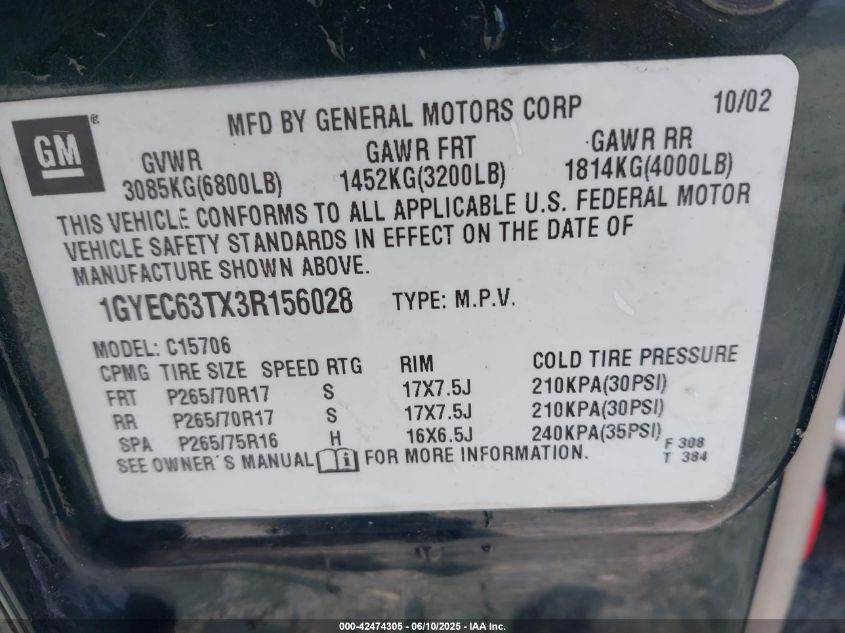 MFD BY GENERAL MOTORS CORP 10/02
GM ®
GVWR GAWR FRT GAWR RR
3085KG(6800LB) 1452KG(3200LB) 1814KG(4000LB)
THIS VEHICLE CONFORMS TO ALL APPLICABLE U.S. FEDERAL MOTOR
VEHICLE SAFETY STANDARDS IN EFFECT ON THE DATE OF
MANUFACTURE SHOWN ABOVE.
1GYEC63TX3R156028 TYPE: M.P.V.
MODEL: C15706
CPMG TIRE SIZE SPEED RTG RIM COLD TIRE PRESSURE
FRT P265/70R17 S 17X7.5J 210KPA(30PSI)
RR P265/70R17 S 17X7.5J 210KPA(30PSI)
SPA P265/75R16 H 16X6.5J 240KPA(35PSI)
SEE OWNER'S MANUAL FOR MORE INFORMATION.
F 308
T 384
000-42474305 - 06/10/2025 - IAA Inc.